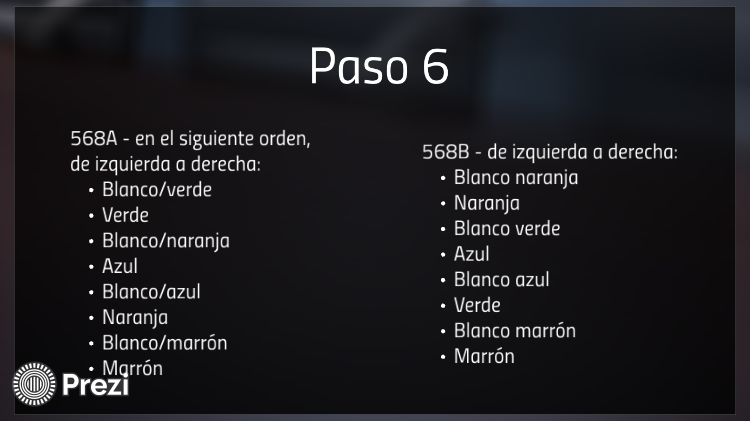 Paso 6
568A - en el siguiente orden,
de izquierda a derecha:
• Blanco/verde
• Verde
• Blanco/naranja
• Azul
• Blanco/azul
• Naranja
• Blanco/marrón
• Marrón
568B - de izquierda a derecha:
• Blanco naranja
• Naranja
• Blanco verde
• Azul
• Blanco azul
• Verde
• Blanco marrón
• Marrón
Prezi